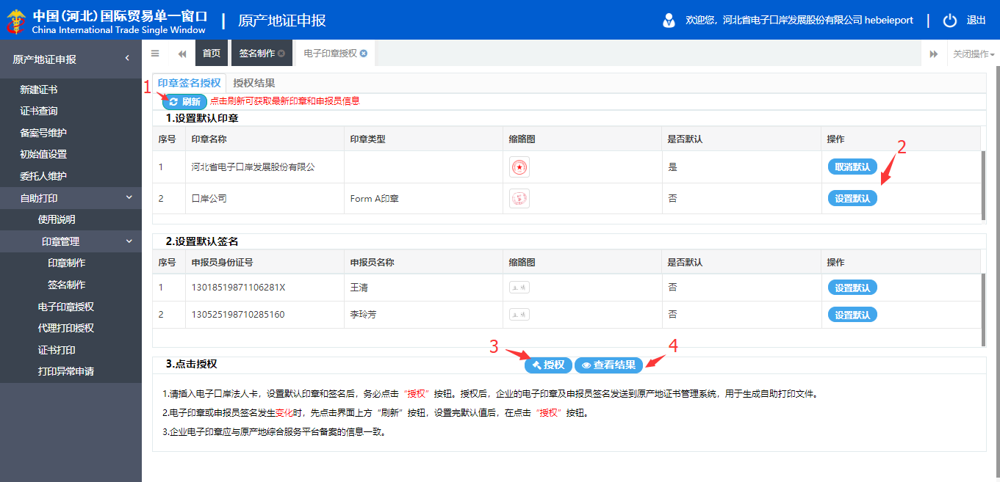 中国(河北)国际贸易单一窗口
China International Trade Single Window
原产地证申报
欢迎您, 河北省电子口岸发展股份有限公司 hebeieport
退出
原产地证申报
首页
签名制作
电子印章授权
关闭操作
新建证书
证书查询
备案号维护
初始值设置
委托人维护
自助打印
使用说明
印章管理
印章制作
签名制作
电子印章授权
代理打印授权
证书打印
打印异常申请
印章签名授权 授权结果
1
刷新 点击刷新可获取最新印章和申报员信息
1.设置默认印章
序号 印章名称 印章类型 缩略图 是否默认 操作
2
1 河北省电子口岸发展股份有限公 是 取消默认
2 口岸公司 Form A印章 否 设置默认
2.设置默认签名
序号 申报员身份证号 申报员名称 缩略图 是否默认 操作
1 13018519871106281X 王清 否 设置默认
2 130525198710285160 李玲芳 否 设置默认
3 4
3.点击授权 授权 查看结果
1.请插入电子口岸法人卡，设置默认印章和签名后，务必点击“授权”按钮。授权后，企业的电子印章及申报员签名发送到原产地证书管理系统，用于生成自助打印文件。
2.电子印章或申报员签名发生变化时，先点击界面上方“刷新”按钮，设置完默认值后，在点击“授权”按钮。
3.企业电子印章应与原产地综合服务平台备案的信息一致。